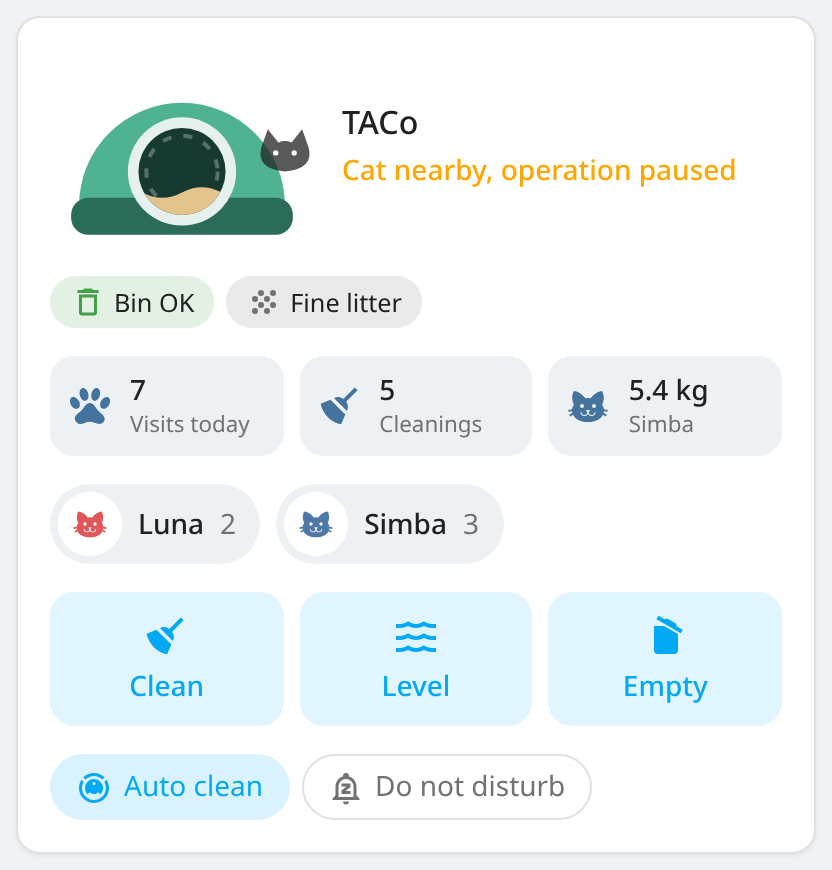 TACo
Cat nearby, operation paused
Bin OK
Fine litter
7
Visits today
5
Cleanings
5.4 kg
Simba
Luna 2
Simba 3
Clean
Level
Empty
Auto clean
Do not disturb